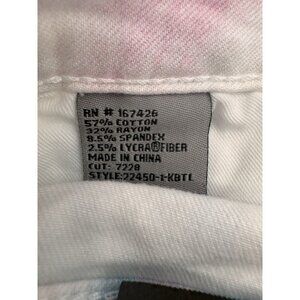 RN # 167426
57% COTTON
32% RAYON
8.5% SPANDEX
2.5% LYCRA®FIBER
MADE IN CHINA
CUT: 7228
STYLE:22450-1-KBTL